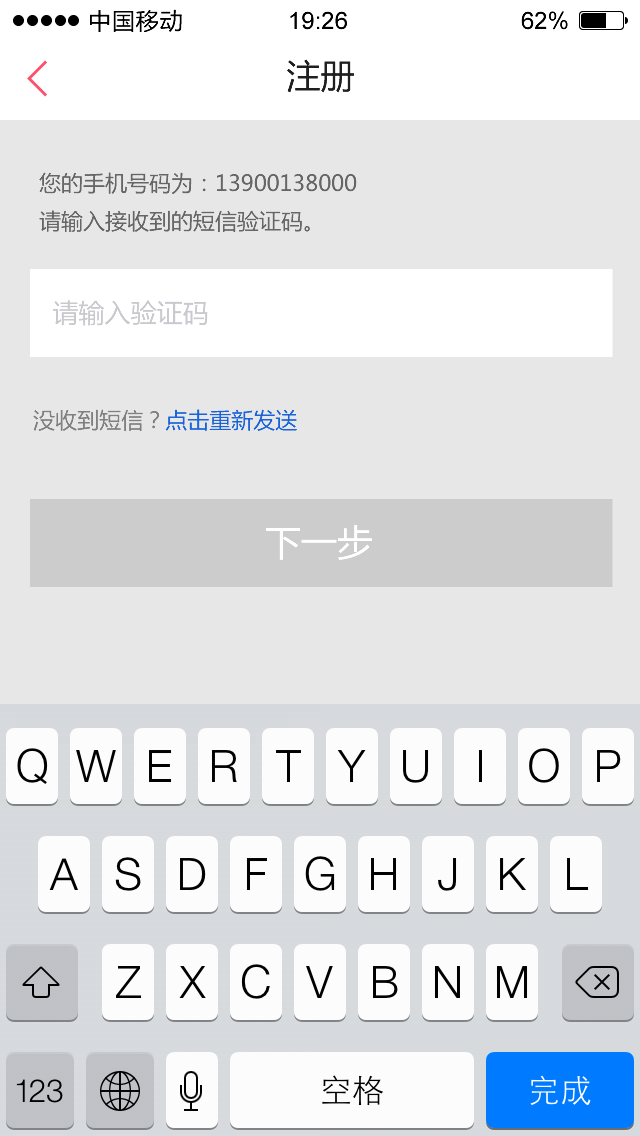 中国移动 19:26 62%
注册
您的手机号码为：13900138000
请输入接收到的短信验证码。
请输入验证码
没收到短信？点击重新发送
下一步
Q W E R T Y U I O P
A S D F G H J K L
Z X C V B N M
123 空格 完成